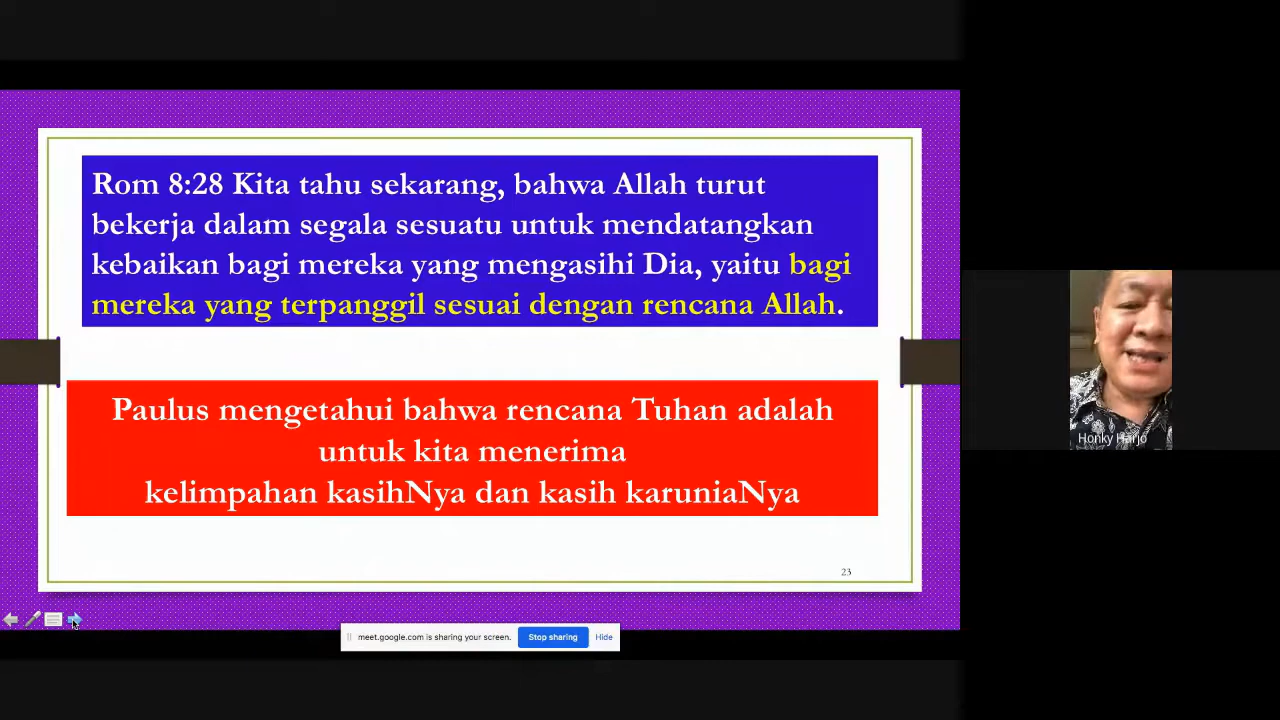 Rom 8:28 Kita tahu sekarang, bahwa Allah turut
bekerja dalam segala sesuatu untuk mendatangkan
kebaikan bagi mereka yang mengasihi Dia, yaitu bagi
mereka yang terpanggil sesuai dengan rencana Allah.
Paulus mengetahui bahwa rencana Tuhan adalah
untuk kita menerima
kelimpahan kasihNya dan kasih karuniaNya
23
meet.google.com is sharing your screen. Stop sharing Hide
Honky Harjo